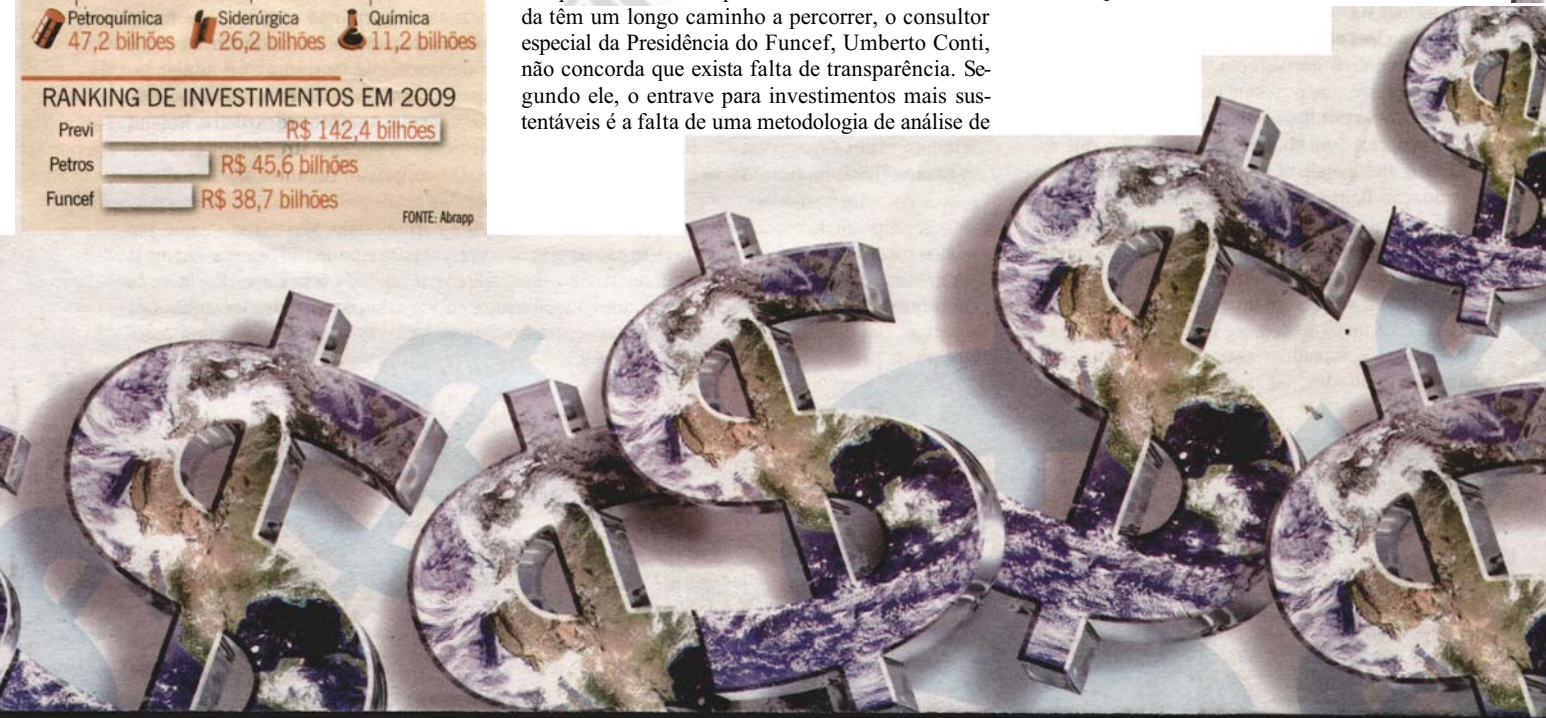 Petroquímica
47,2 bilhões
Siderúrgica
26,2 bilhões
Química
11,2 bilhões
RANKING DE INVESTIMENTOS EM 2009
Previ R$ 142,4 bilhões
Petros R$ 45,6 bilhões
Funcef R$ 38,7 bilhões
FONTE: Abrapp
da têm um longo caminho a percorrer, o consultor
especial da Presidência do Funcef, Umberto Conti,
não concorda que exista falta de transparência. Se-
gundo ele, o entrave para investimentos mais sus-
tentáveis é a falta de uma metodologia de análise de